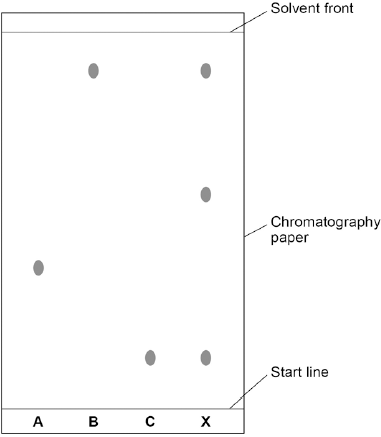 Solvent front
Chromatography
paper
Start line
A B C X